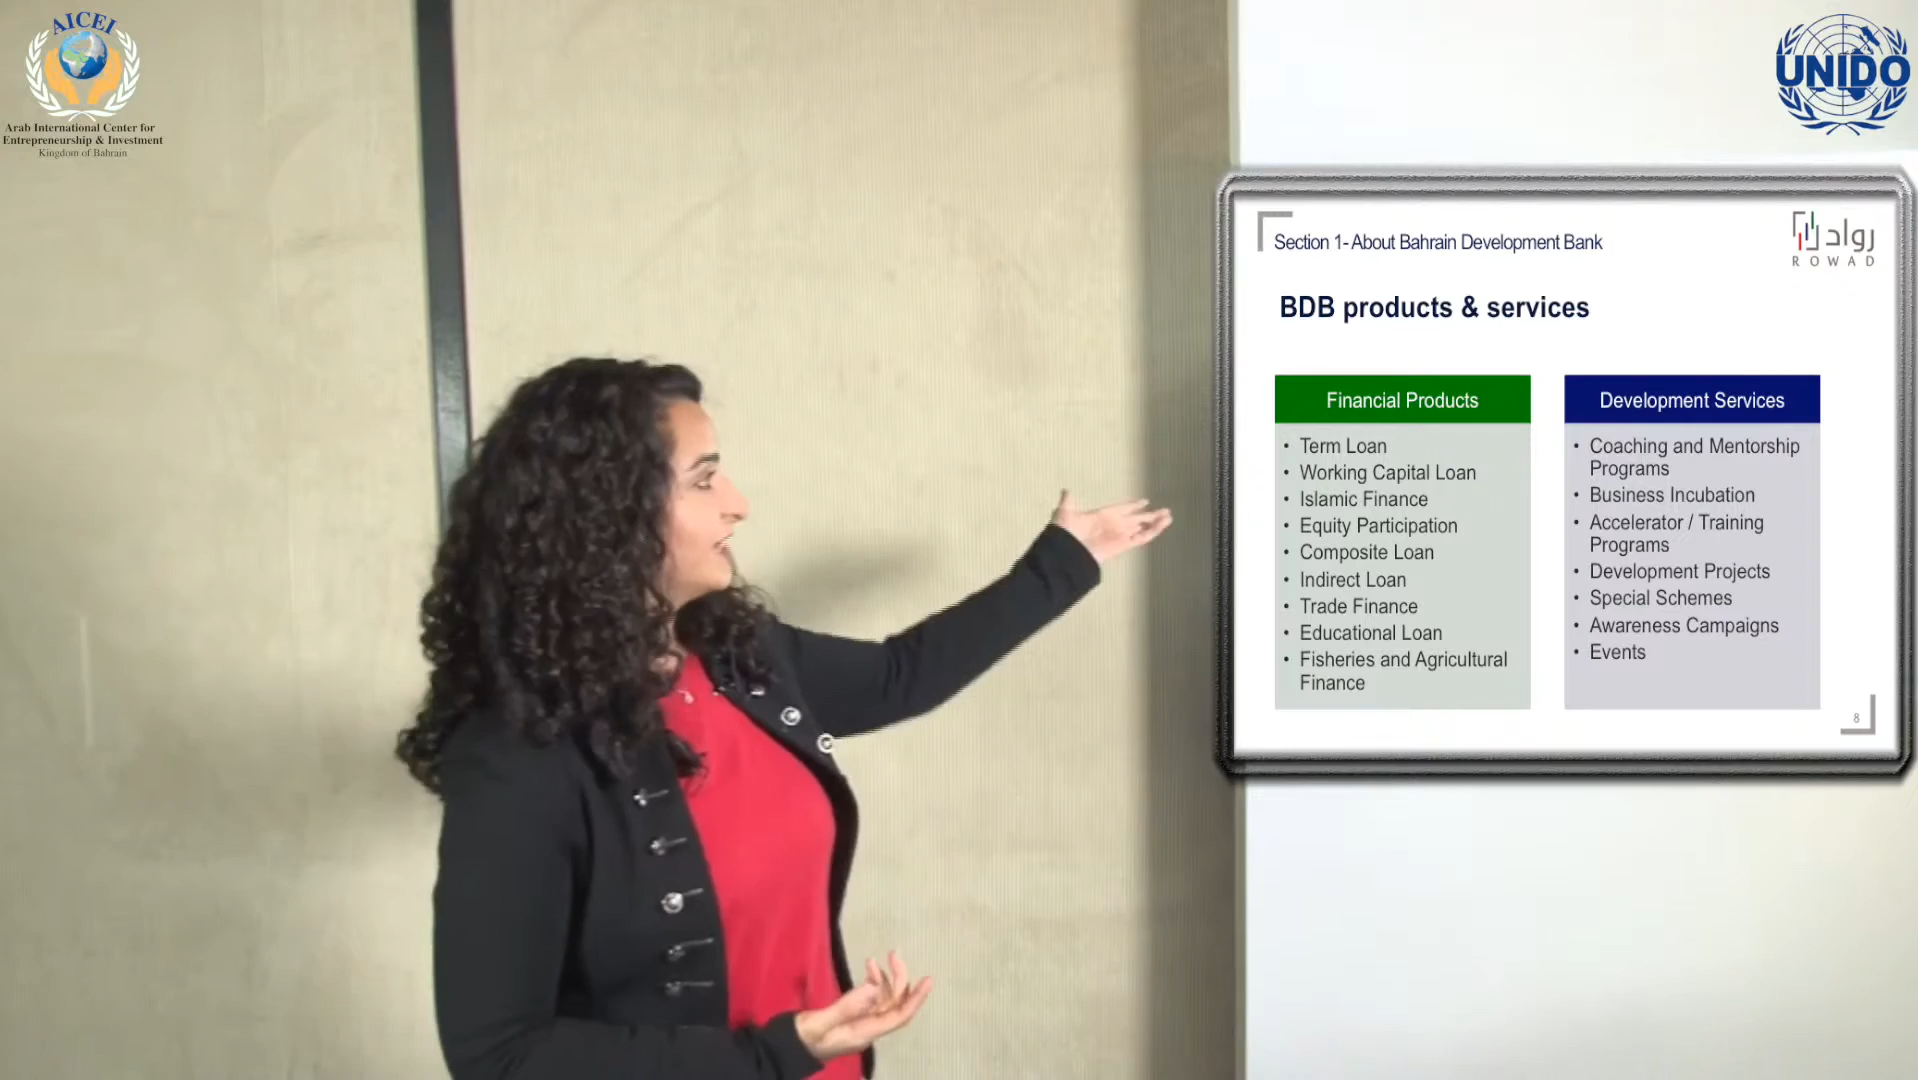 AICEI
Arab International Center for
Entrepreneurship & Investment
Kingdom of Bahrain
UNIDO
Section 1- About Bahrain Development Bank
رواد
ROWAD
BDB products & services
Financial Products
• Term Loan
• Working Capital Loan
• Islamic Finance
• Equity Participation
• Composite Loan
• Indirect Loan
• Trade Finance
• Educational Loan
• Fisheries and Agricultural
Finance
Development Services
• Coaching and Mentorship
Programs
• Business Incubation
• Accelerator / Training
Programs
• Development Projects
• Special Schemes
• Awareness Campaigns
• Events
8